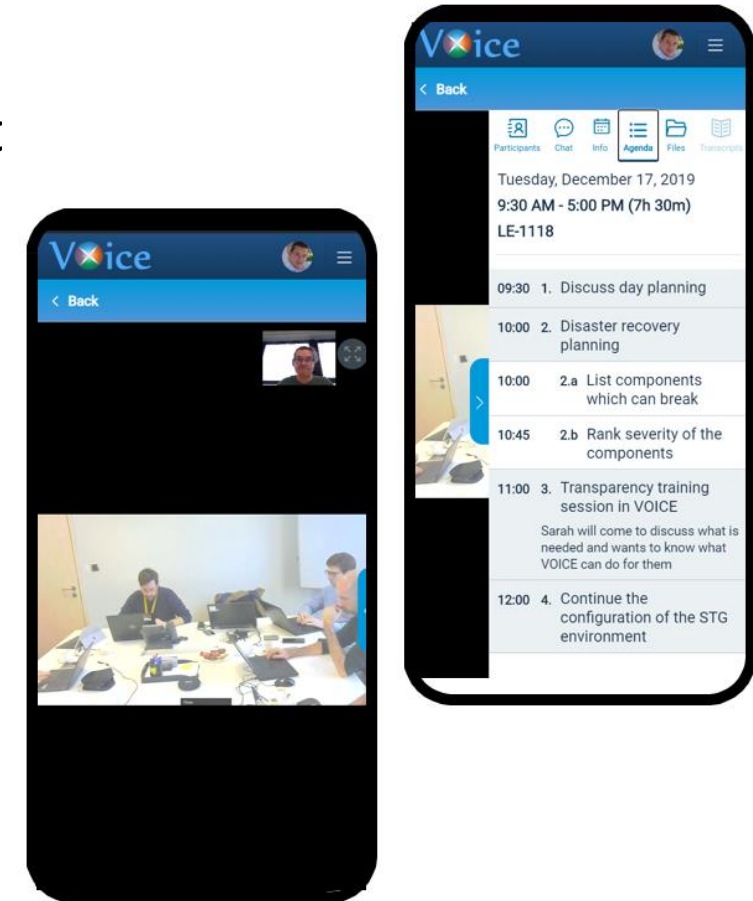 Voice
< Back
Voice
< Back
Participants Chat Info Agenda Files Transcripts
Tuesday, December 17, 2019
9:30 AM - 5:00 PM (7h 30m)
LE-1118
09:30 1. Discuss day planning
10:00 2. Disaster recovery
planning
10:00 2.a List components
which can break
10:45 2.b Rank severity of the
components
11:00 3. Transparency training
session in VOICE
Sarah will come to discuss what is
needed and wants to know what
VOICE can do for them
12:00 4. Continue the
configuration of the STG
environment